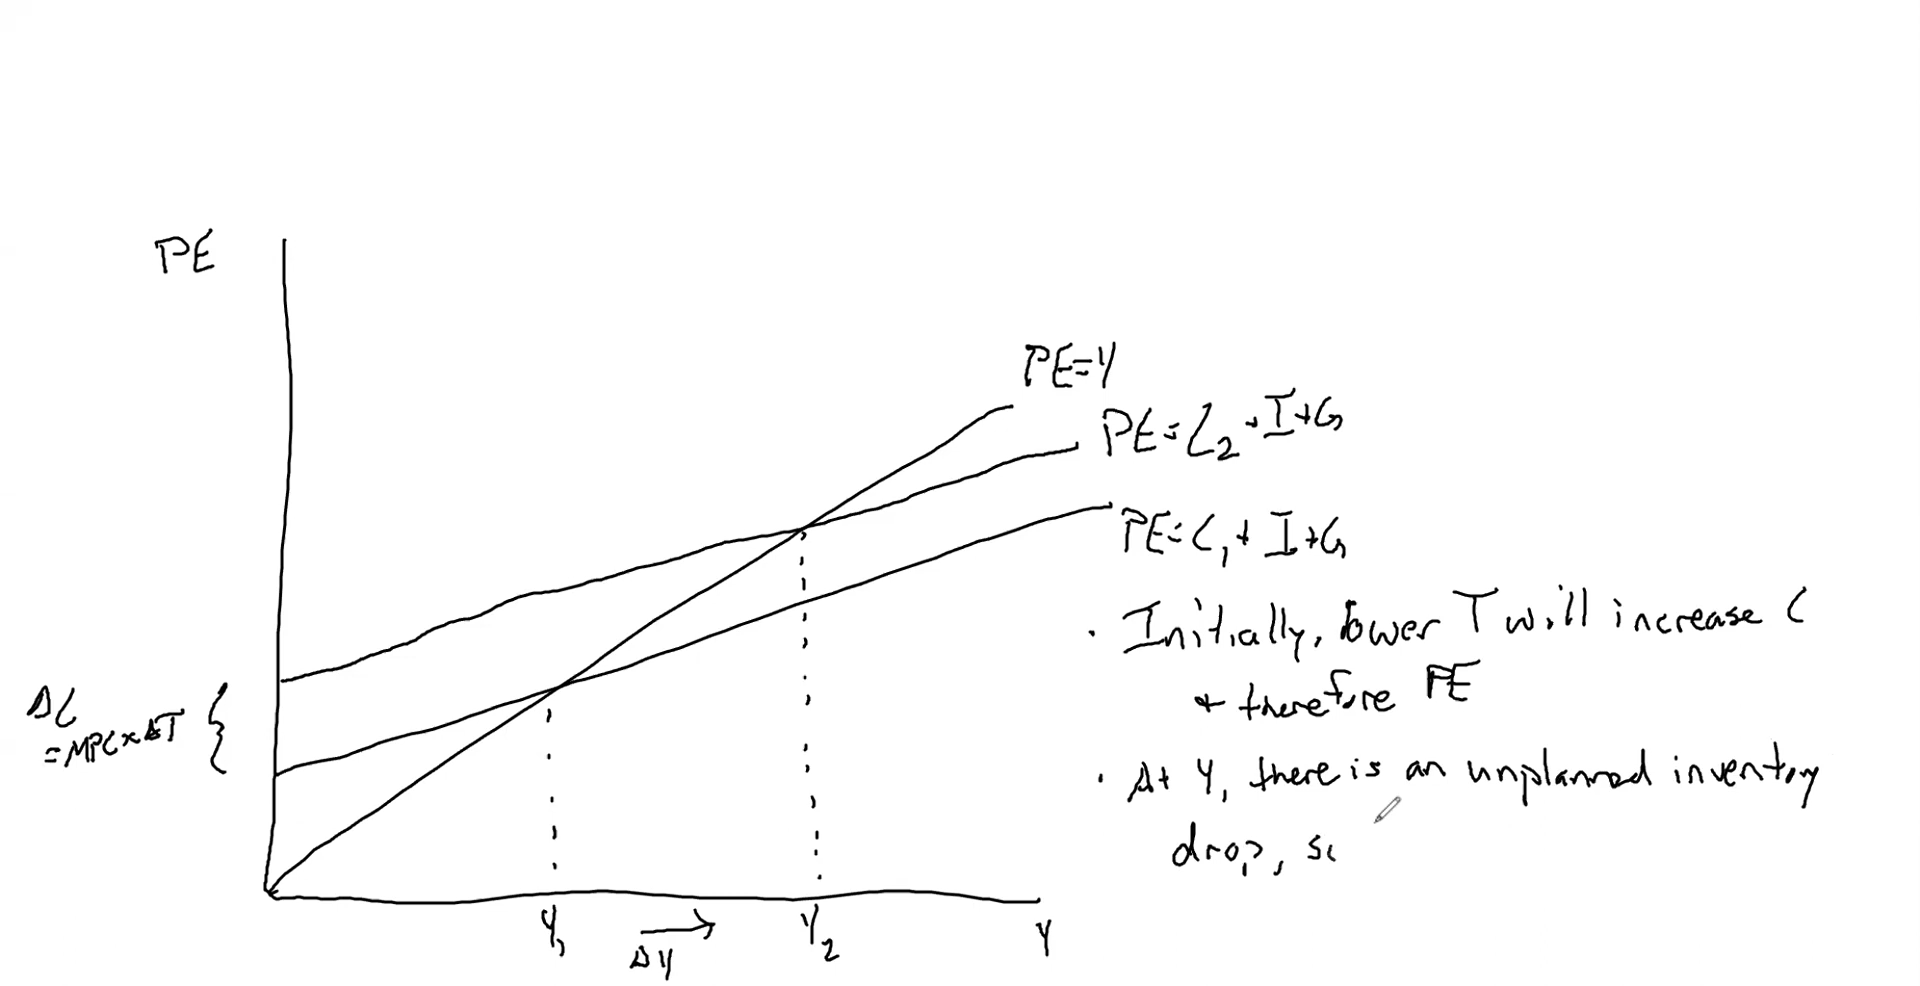 PE
PE=Y
PE=C₂+I+G
PE=C₁+I+G
· Initially, lower T will increase C
+ therefore PE
ΔC
=MPC×ΔT
· At Y₁ there is an unplanned inventory
drop, so
Y₁
ΔY
Y₂
Y